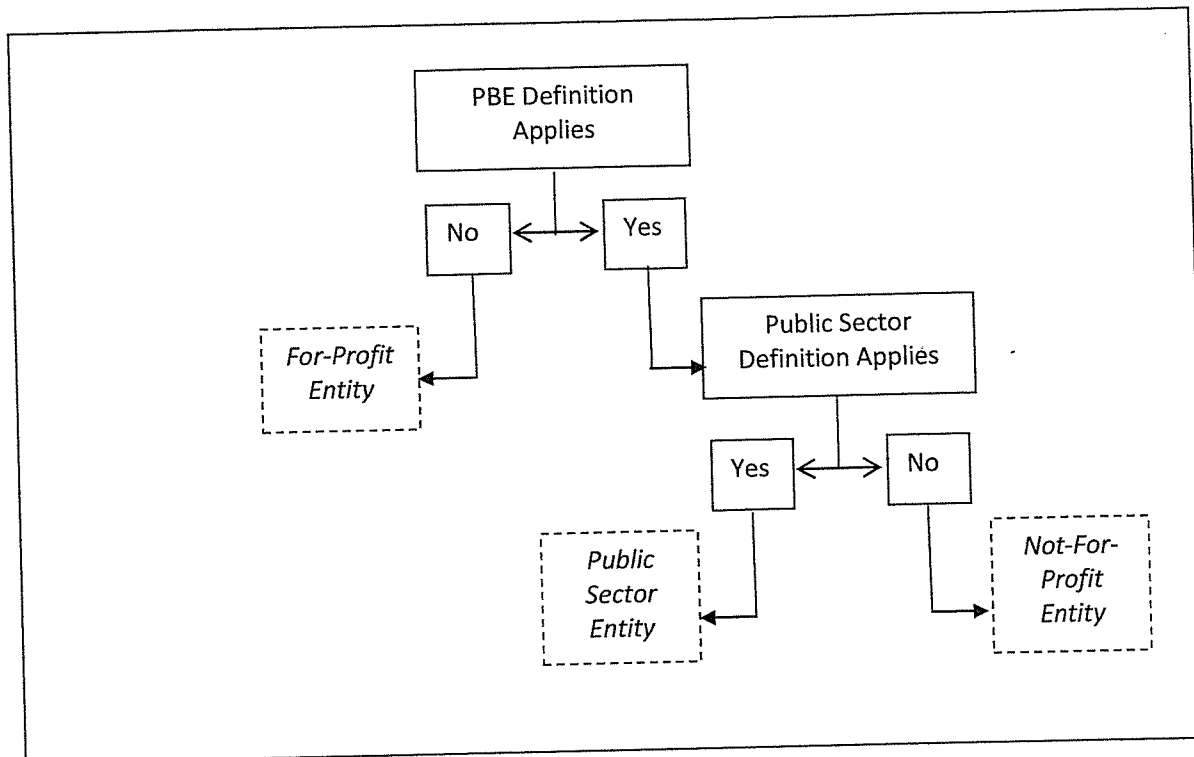 PBE Definition
Applies
No
Yes
For-Profit
Entity
Public Sector
Definition Applies
Yes
No
Public
Sector
Entity
Not-For-
Profit
Entity